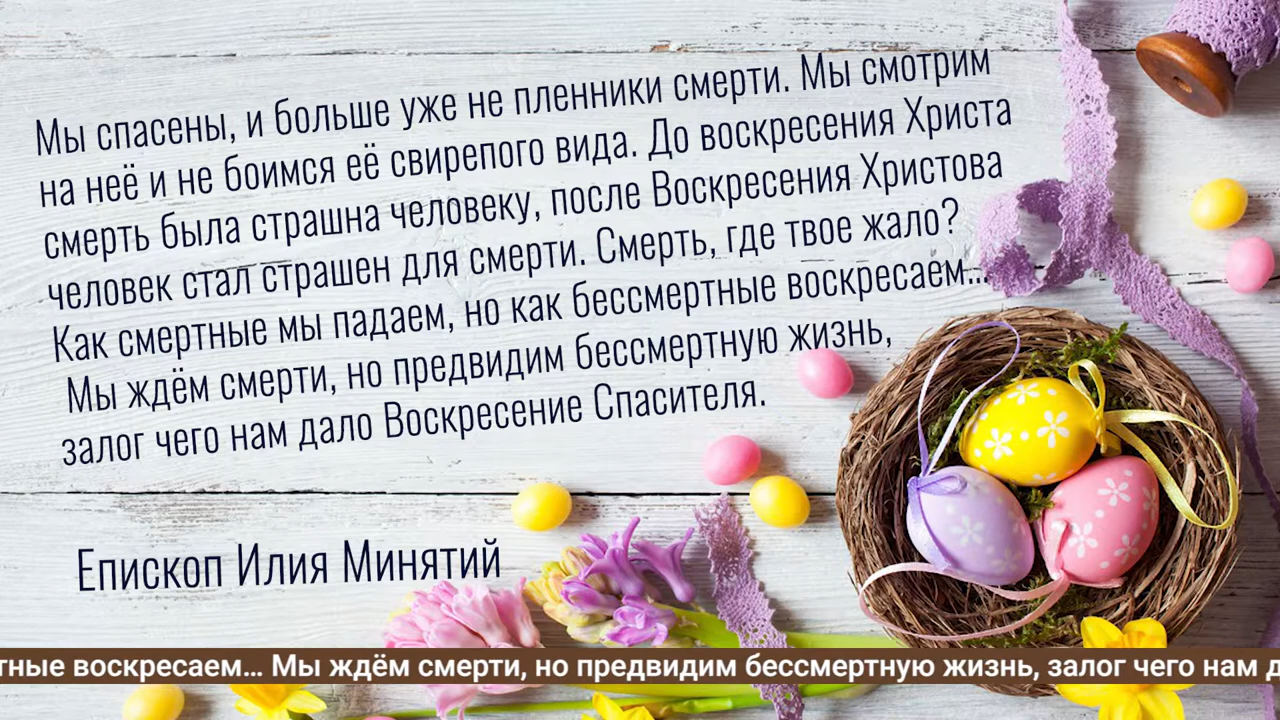 Мы спасены, и больше уже не пленники смерти. Мы смотрим
на неё и не боимся её свирепого вида. До воскресения Христа
смерть была страшна человеку, после Воскресения Христова
человек стал страшен для смерти. Смерть, где твое жало?
Как смертные мы падаем, но как бессмертные воскресаем...
Мы ждём смерти, но предвидим бессмертную жизнь,
залог чего нам дало Воскресение Спасителя.
Епископ Илия Минятий
тные воскресаем... Мы ждём смерти, но предвидим бессмертную жизнь, залог чего нам д